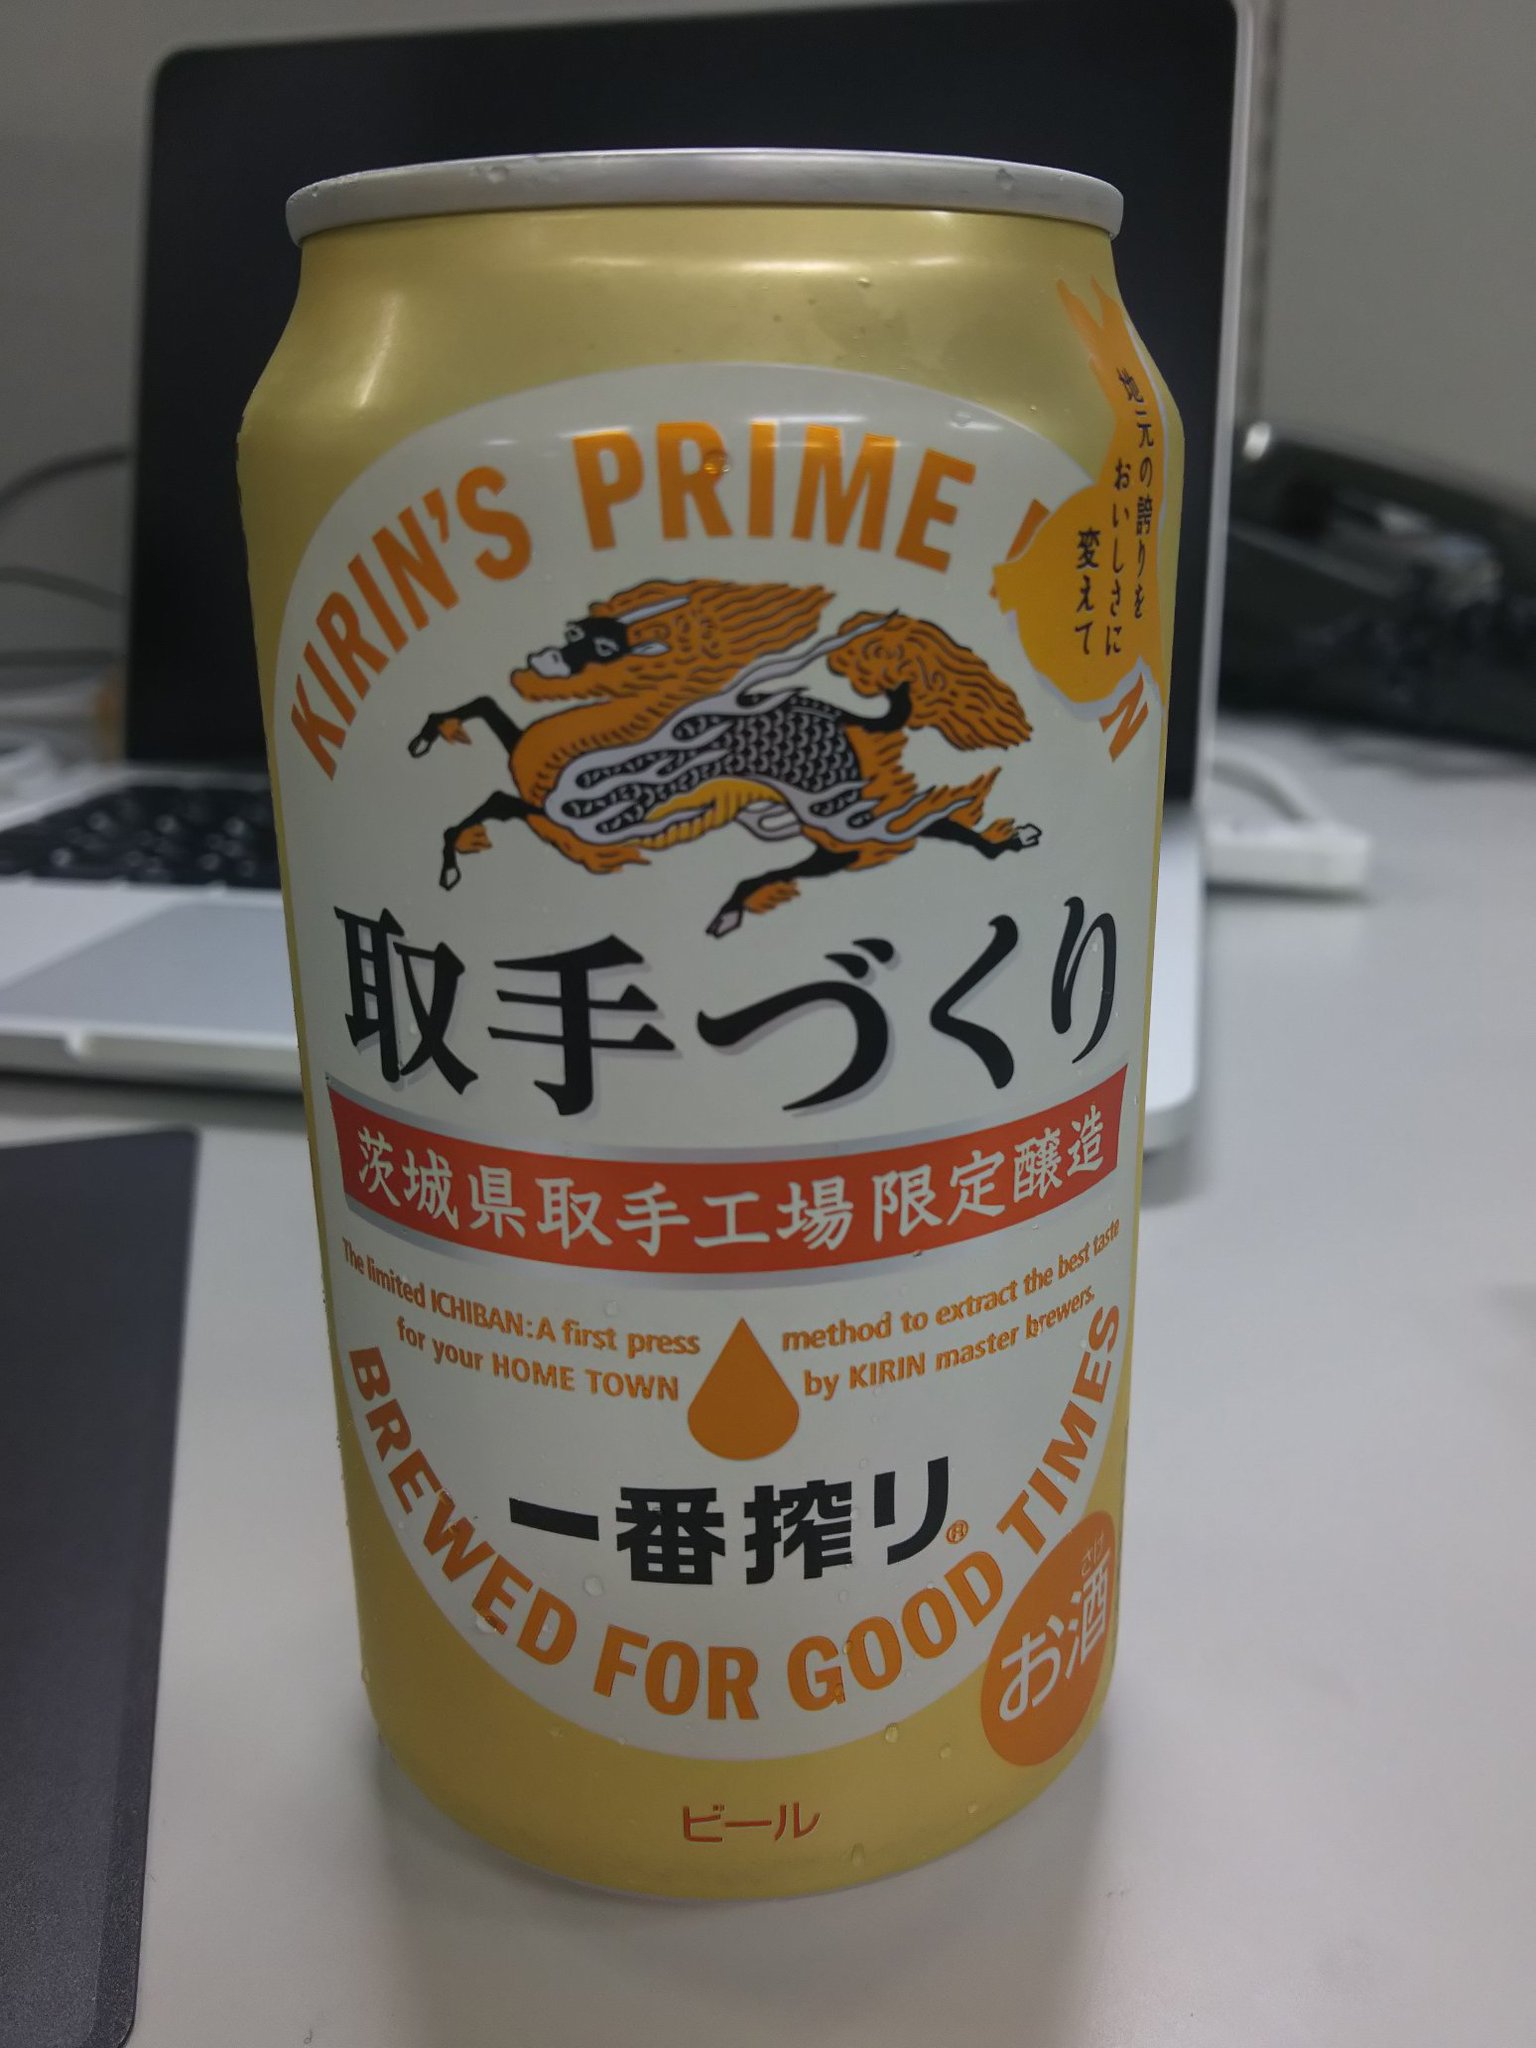 KIRIN'S PRIME
地元の誇りを
おいしさに
変えて
取手づくり
茨城県取手工場限定醸造
The limited ICHIBAN: A first press
for your HOME TOWN
method to extract the best taste
by KIRIN master brewers.
一番搾り®
BREWED FOR GOOD TIMES
さけ
お酒
ビール